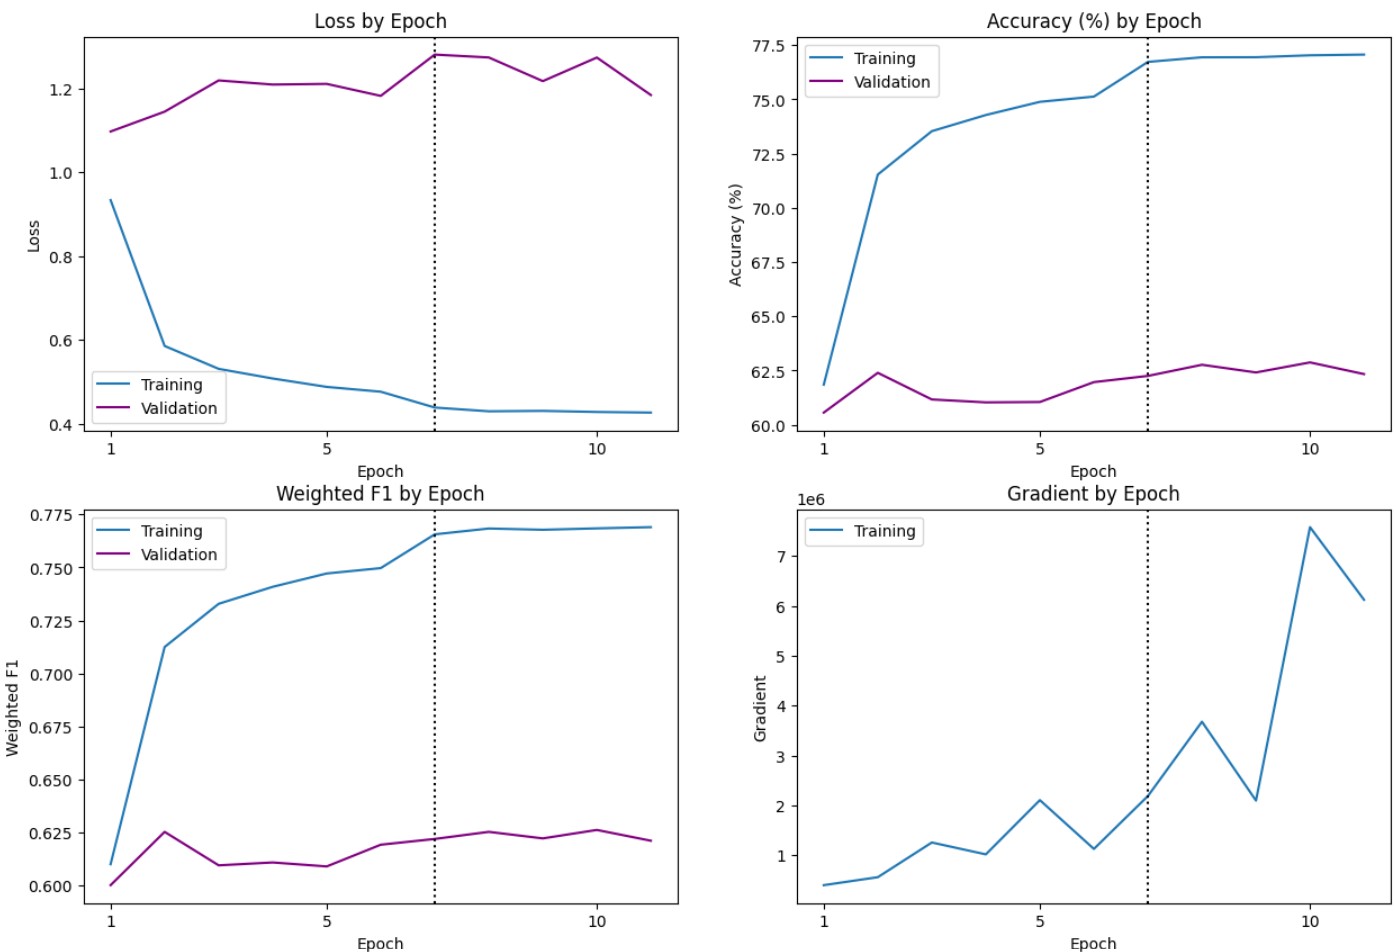 Loss by Epoch
1.2
1.0
0.8
0.6
0.4
Loss
Training
Validation
1
5
10
Epoch
Accuracy (%) by Epoch
77.5
75.0
72.5
70.0
67.5
65.0
62.5
60.0
Accuracy (%)
Training
Validation
1
5
10
Epoch
Weighted F1 by Epoch
0.775
0.750
0.725
0.700
0.675
0.650
0.625
0.600
Weighted F1
Training
Validation
1
5
10
Epoch
Gradient by Epoch
1e6
7
6
5
4
3
2
1
Gradient
Training
1
5
10
Epoch